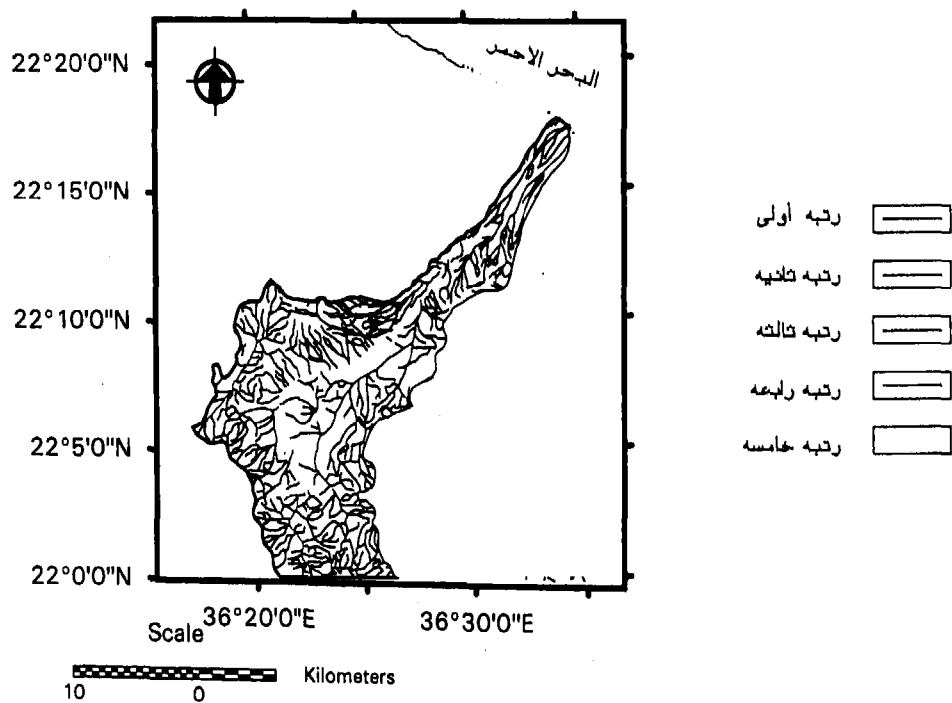 البحر الاحمر
22°20'0"N
22°15'0"N
22°10'0"N
22°5'0"N
22°0'0"N
36°20'0"E
36°30'0"E
رتبه أولى
رتبه ثانيه
رتبه ثالثه
رتبه رابعه
رتبه خامسه
Scale
Kilometers
10 0